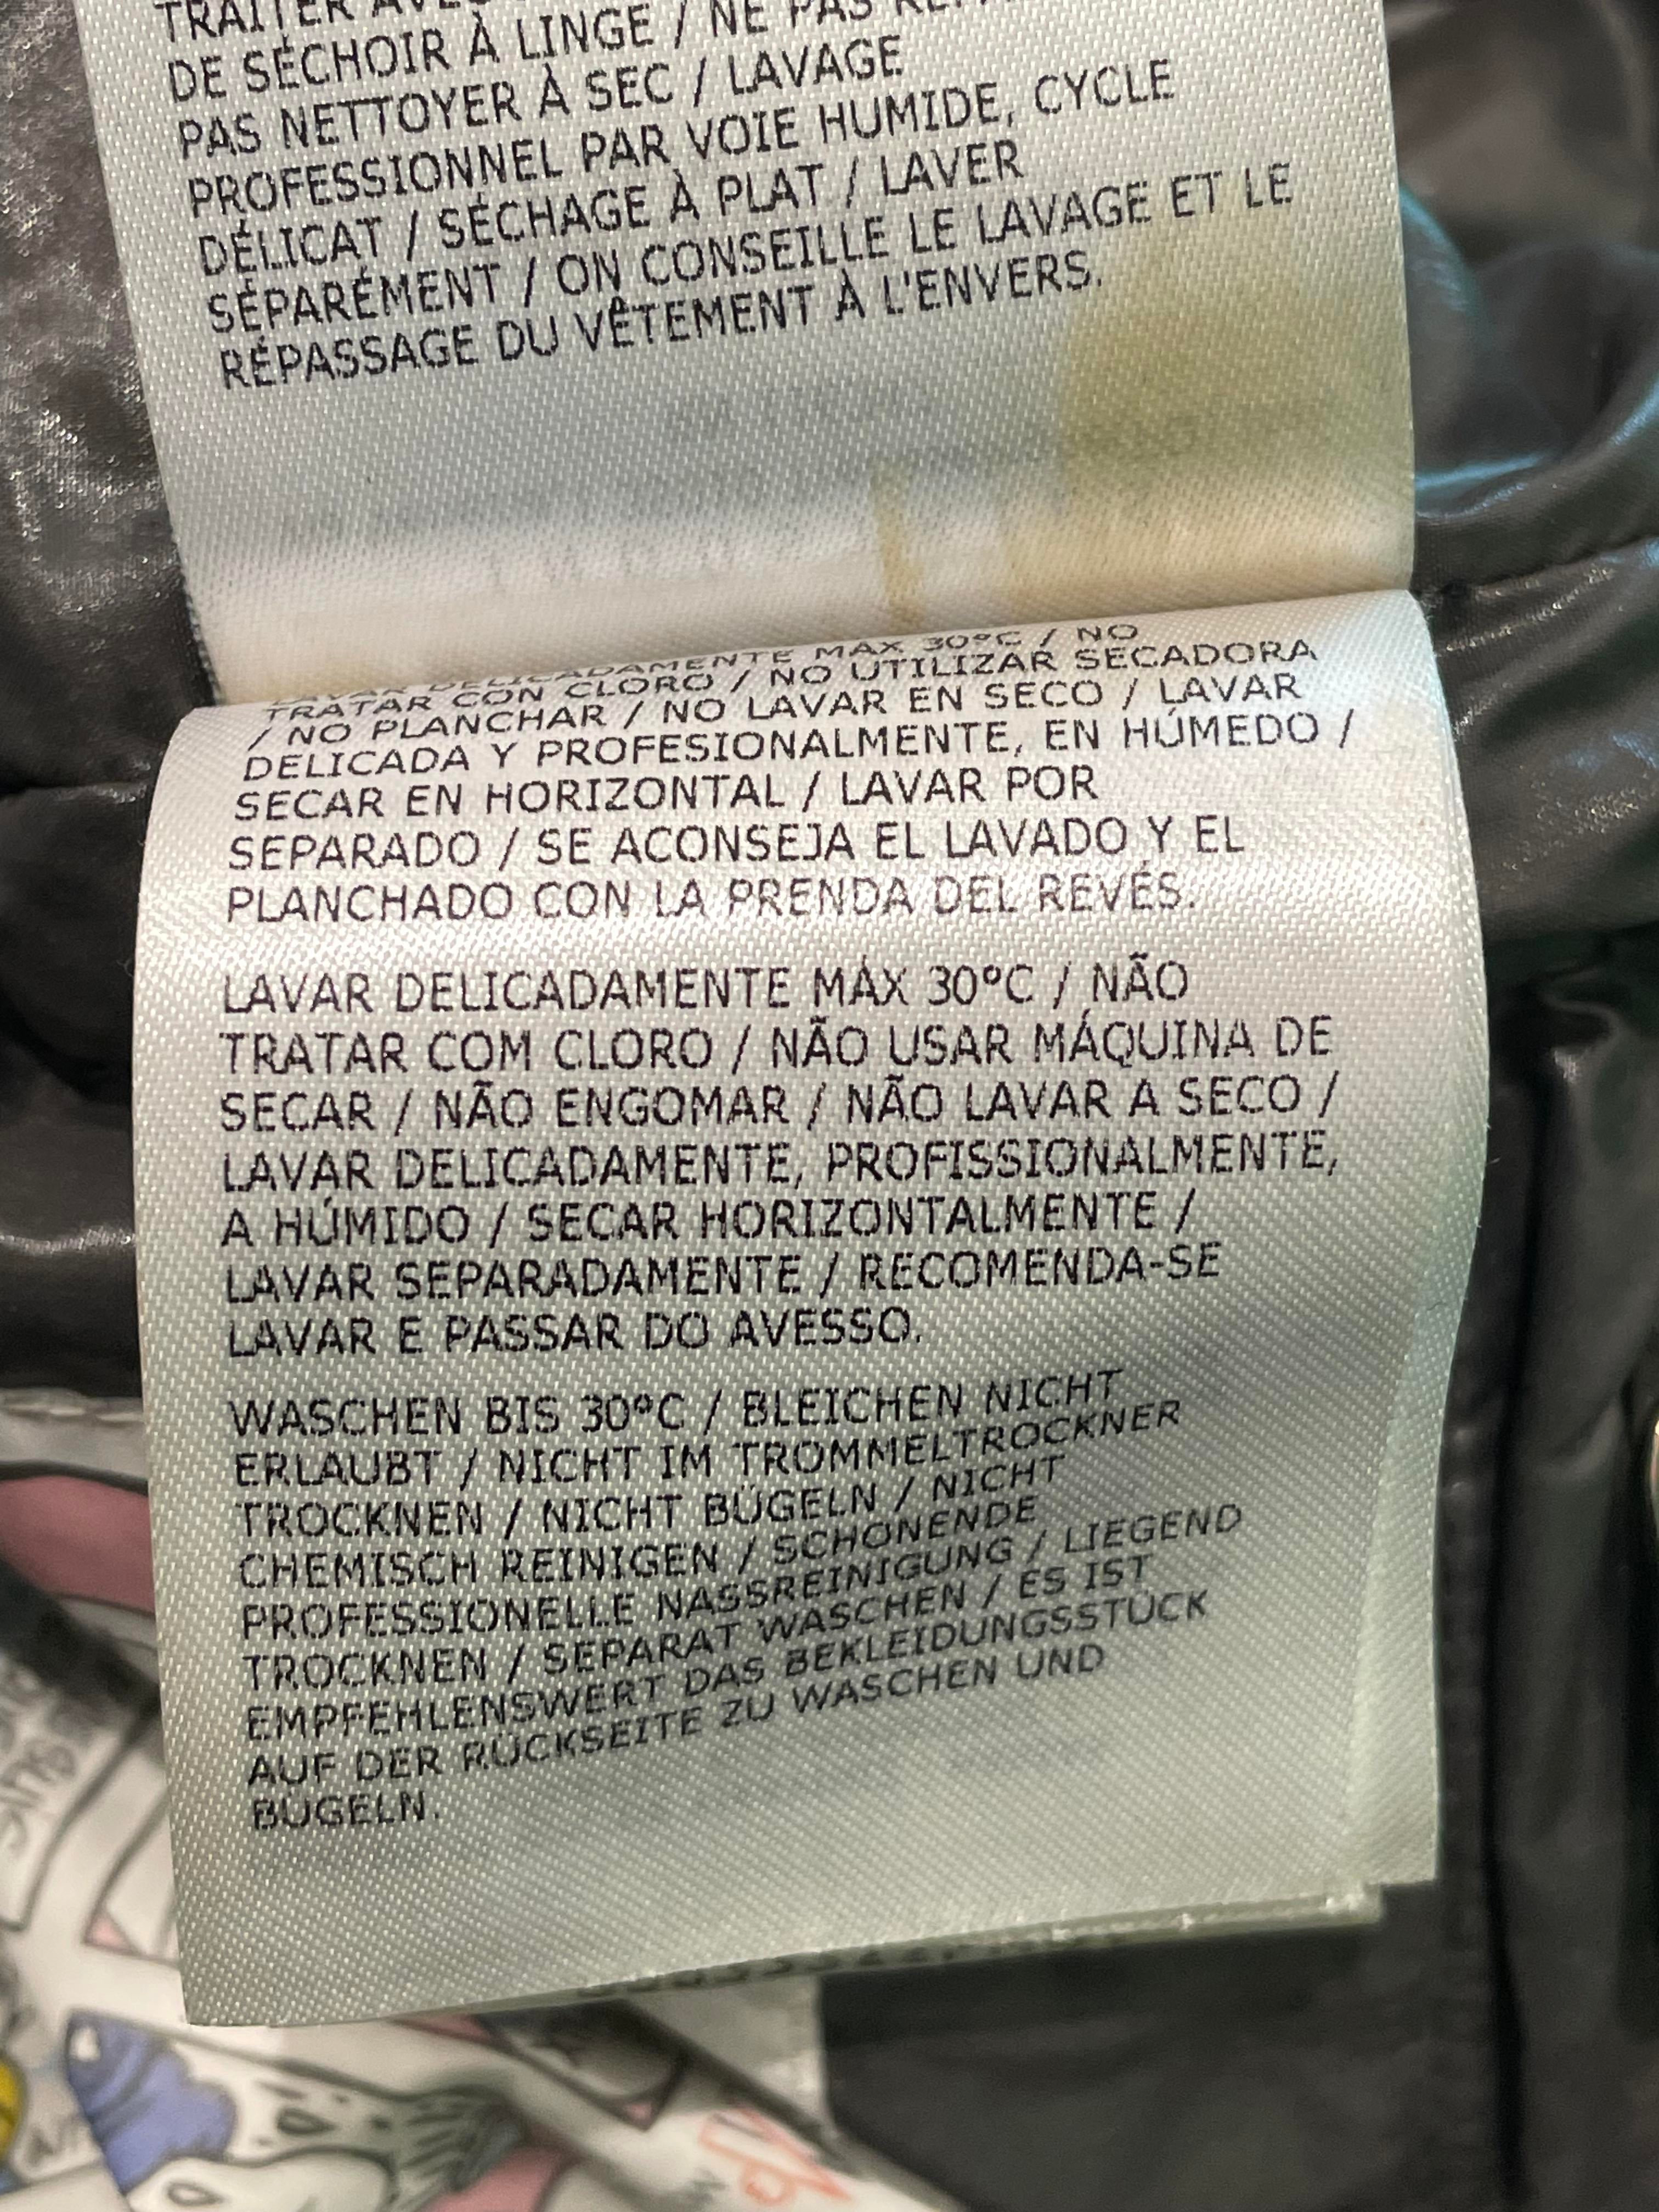 TRAITER
DE SÉCHOIR À LINGE / NE PAS
PAS NETTOYER À SEC / LAVAGE
PROFESSIONNEL PAR VOIE HUMIDE, CYCLE
DÉLICAT / SÉCHAGE À PLAT / LAVER
SÉPARÉMENT / ON CONSEILLE LE LAVAGE ET LE
RÉPASSAGE DU VÊTEMENT À L'ENVERS.
LAVAR DELICADAMENTE MAX 30°C / NO
TRATAR CON CLORO / NO UTILIZAR SECADORA
/ NO PLANCHAR / NO LAVAR EN SECO / LAVAR
DELICADA Y PROFESIONALMENTE, EN HÚMEDO /
SECAR EN HORIZONTAL / LAVAR POR
SEPARADO / SE ACONSEJA EL LAVADO Y EL
PLANCHADO CON LA PRENDA DEL REVÉS.
LAVAR DELICADAMENTE MÁX 30°C / NÃO
TRATAR COM CLORO / NÃO USAR MÁQUINA DE
SECAR / NÃO ENGOMAR / NÃO LAVAR A SECO /
LAVAR DELICADAMENTE, PROFISSIONALMENTE,
A HÚMIDO / SECAR HORIZONTALMENTE /
LAVAR SEPARADAMENTE / RECOMENDA-SE
LAVAR E PASSAR DO AVESSO.
WASCHEN BIS 30°C / BLEICHEN NICHT
ERLAUBT / NICHT IM TROMMELTROCKNER
TROCKNEN / NICHT BÜGELN / NICHT
CHEMISCH REINIGEN / SCHONENDE
PROFESSIONELLE NASSREINIGUNG / LIEGEND
TROCKNEN / SEPARAT WASCHEN / ES IST
EMPFEHLENSWERT DAS BEKLEIDUNGSSTÜCK
AUF DER RÜCKSEITE ZU WASCHEN UND
BÜGELN.